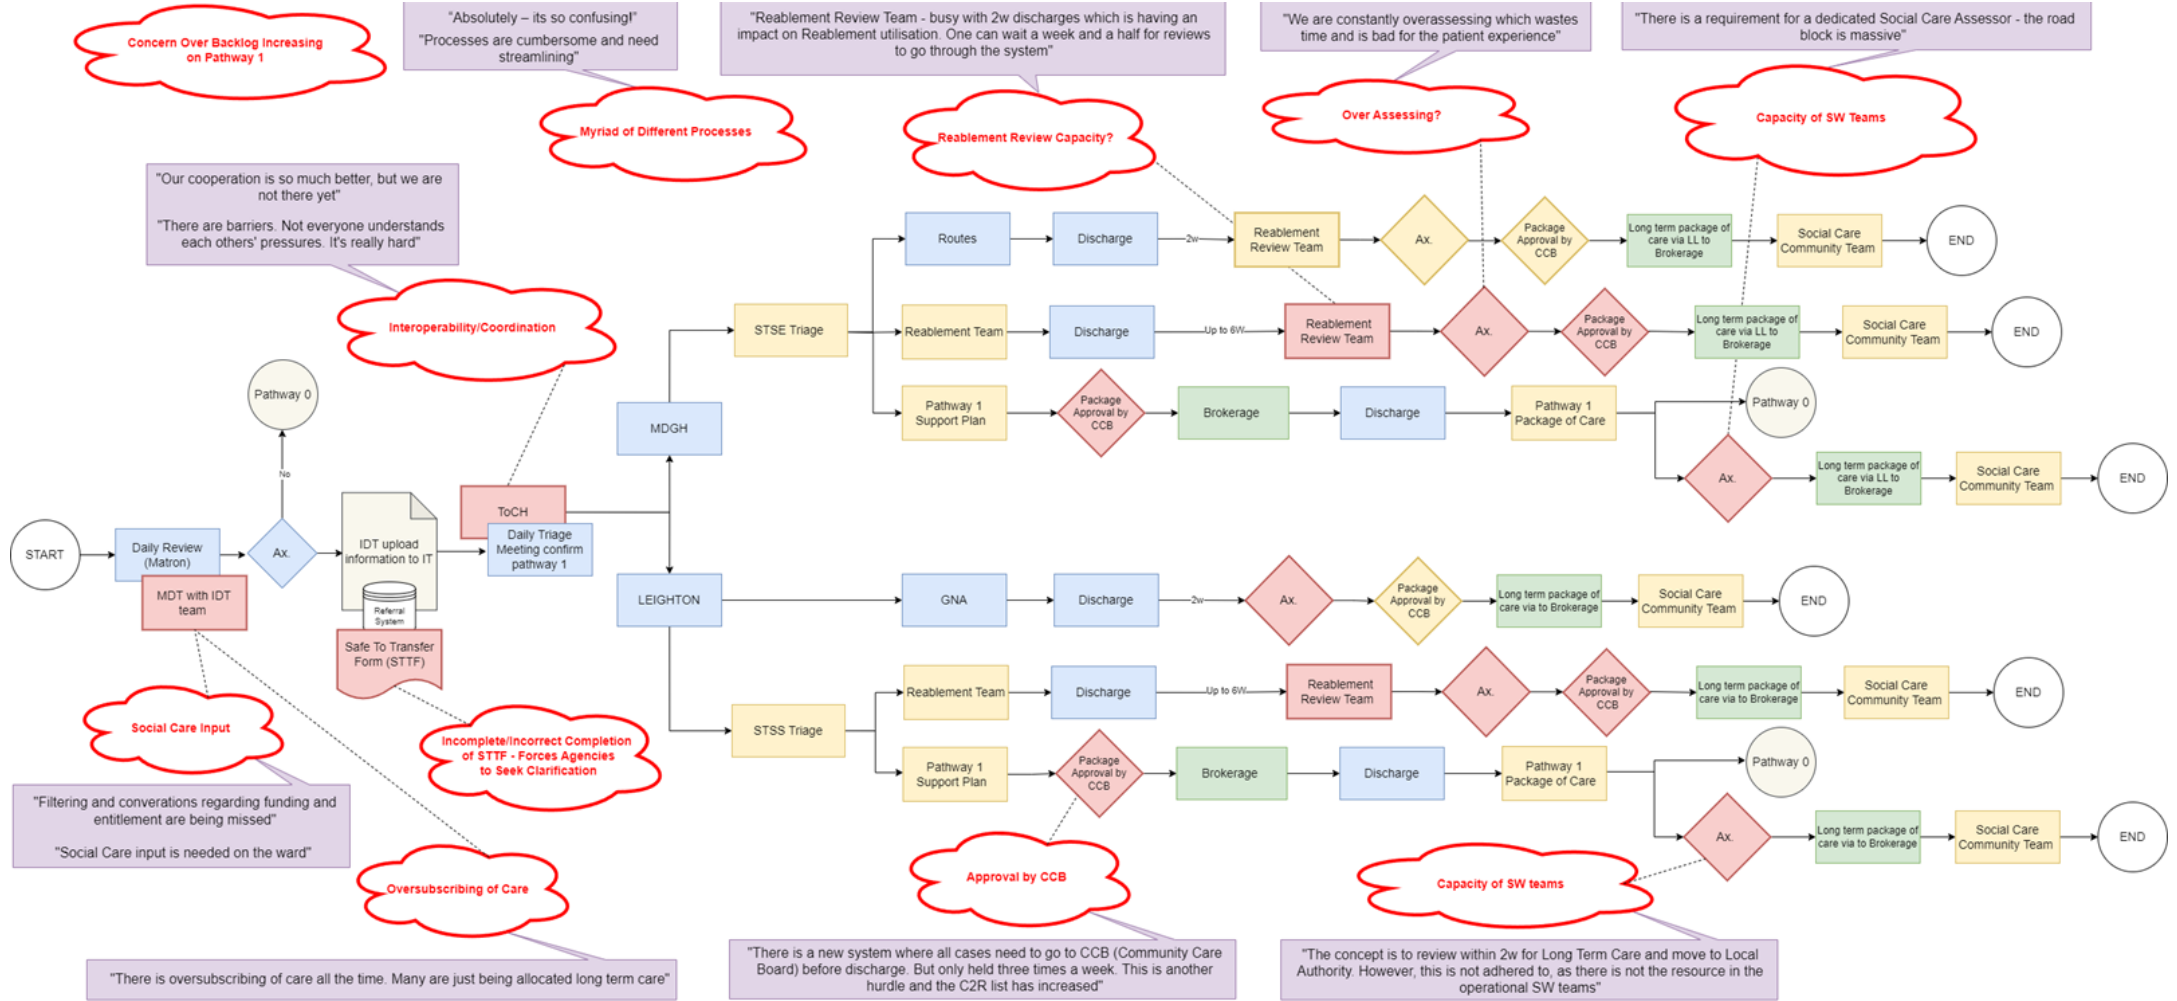 Concern Over Backlog Increasing
on Pathway 1
"Absolutely – its so confusing!"
"Processes are cumbersome and need
streamlining"
"Reablement Review Team - busy with 2w discharges which is having an
impact on Reablement utilisation. One can wait a week and a half for reviews
to go through the system"
"We are constantly overassessing which wastes
time and is bad for the patient experience"
"There is a requirement for a dedicated Social Care Assessor - the road
block is massive"
Myriad of Different Processes
Reablement Review Capacity?
Over Assessing?
Capacity of SW Teams
"Our cooperation is so much better, but we are
not there yet"
"There are barriers. Not everyone understands
each others' pressures. It's really hard"
Interoperability/Coordination
Routes
Discharge
2w
Reablement
Review Team
Ax.
Package
Approval by
CCB
Long term package of
care via LL to
Brokerage
Social Care
Community Team
END
STSE Triage
Reablement Team
Discharge
Up to 6W
Reablement
Review Team
Ax.
Package
Approval by
CCB
Long term package of
care via LL to
Brokerage
Social Care
Community Team
END
Pathway 0
No
MDGH
Pathway 1
Support Plan
Package
Approval by
CCB
Brokerage
Discharge
Pathway 1
Package of Care
Pathway 0
Ax.
Long term package of
care via LL to
Brokerage
Social Care
Community Team
END
START
Daily Review
(Matron)
MDT with IDT
team
Ax.
IDT upload
information to IT
Referral
System
Safe To Transfer
Form (STTF)
ToCH
Daily Triage
Meeting confirm
pathway 1
LEIGHTON
GNA
Discharge
2w
Ax.
Package
Approval by
CCB
Long term package of
care via to Brokerage
Social Care
Community Team
END
Reablement Team
Discharge
Up to 6W
Reablement
Review Team
Ax.
Package
Approval by
CCB
Long term package of
care via to Brokerage
Social Care
Community Team
END
STSS Triage
Pathway 1
Support Plan
Package
Approval by
CCB
Brokerage
Discharge
Pathway 1
Package of Care
Pathway 0
Ax.
Long term package of
care via to Brokerage
Social Care
Community Team
END
Social Care Input
Incomplete/Incorrect Completion
of STTF - Forces Agencies
to Seek Clarification
"Filtering and converations regarding funding and
entitlement are being missed"
"Social Care input is needed on the ward"
Oversubscribing of Care
Approval by CCB
Capacity of SW teams
"There is oversubscribing of care all the time. Many are just being allocated long term care"
"There is a new system where all cases need to go to CCB (Community Care
Board) before discharge. But only held three times a week. This is another
hurdle and the C2R list has increased"
"The concept is to review within 2w for Long Term Care and move to Local
Authority. However, this is not adhered to, as there is not the resource in the
operational SW teams"